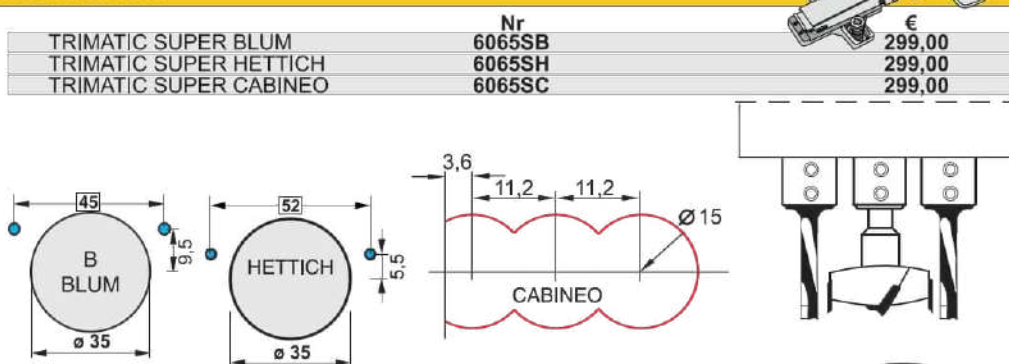 Nr €
TRIMATIC SUPER BLUM 6065SB 299,00
TRIMATIC SUPER HETTICH 6065SH 299,00
TRIMATIC SUPER CABINEO 6065SC 299,00
45
9,5
B
BLUM
ø 35
52
5,5
HETTICH
ø 35
3,6
11,2 11,2
Ø 15
CABINEO